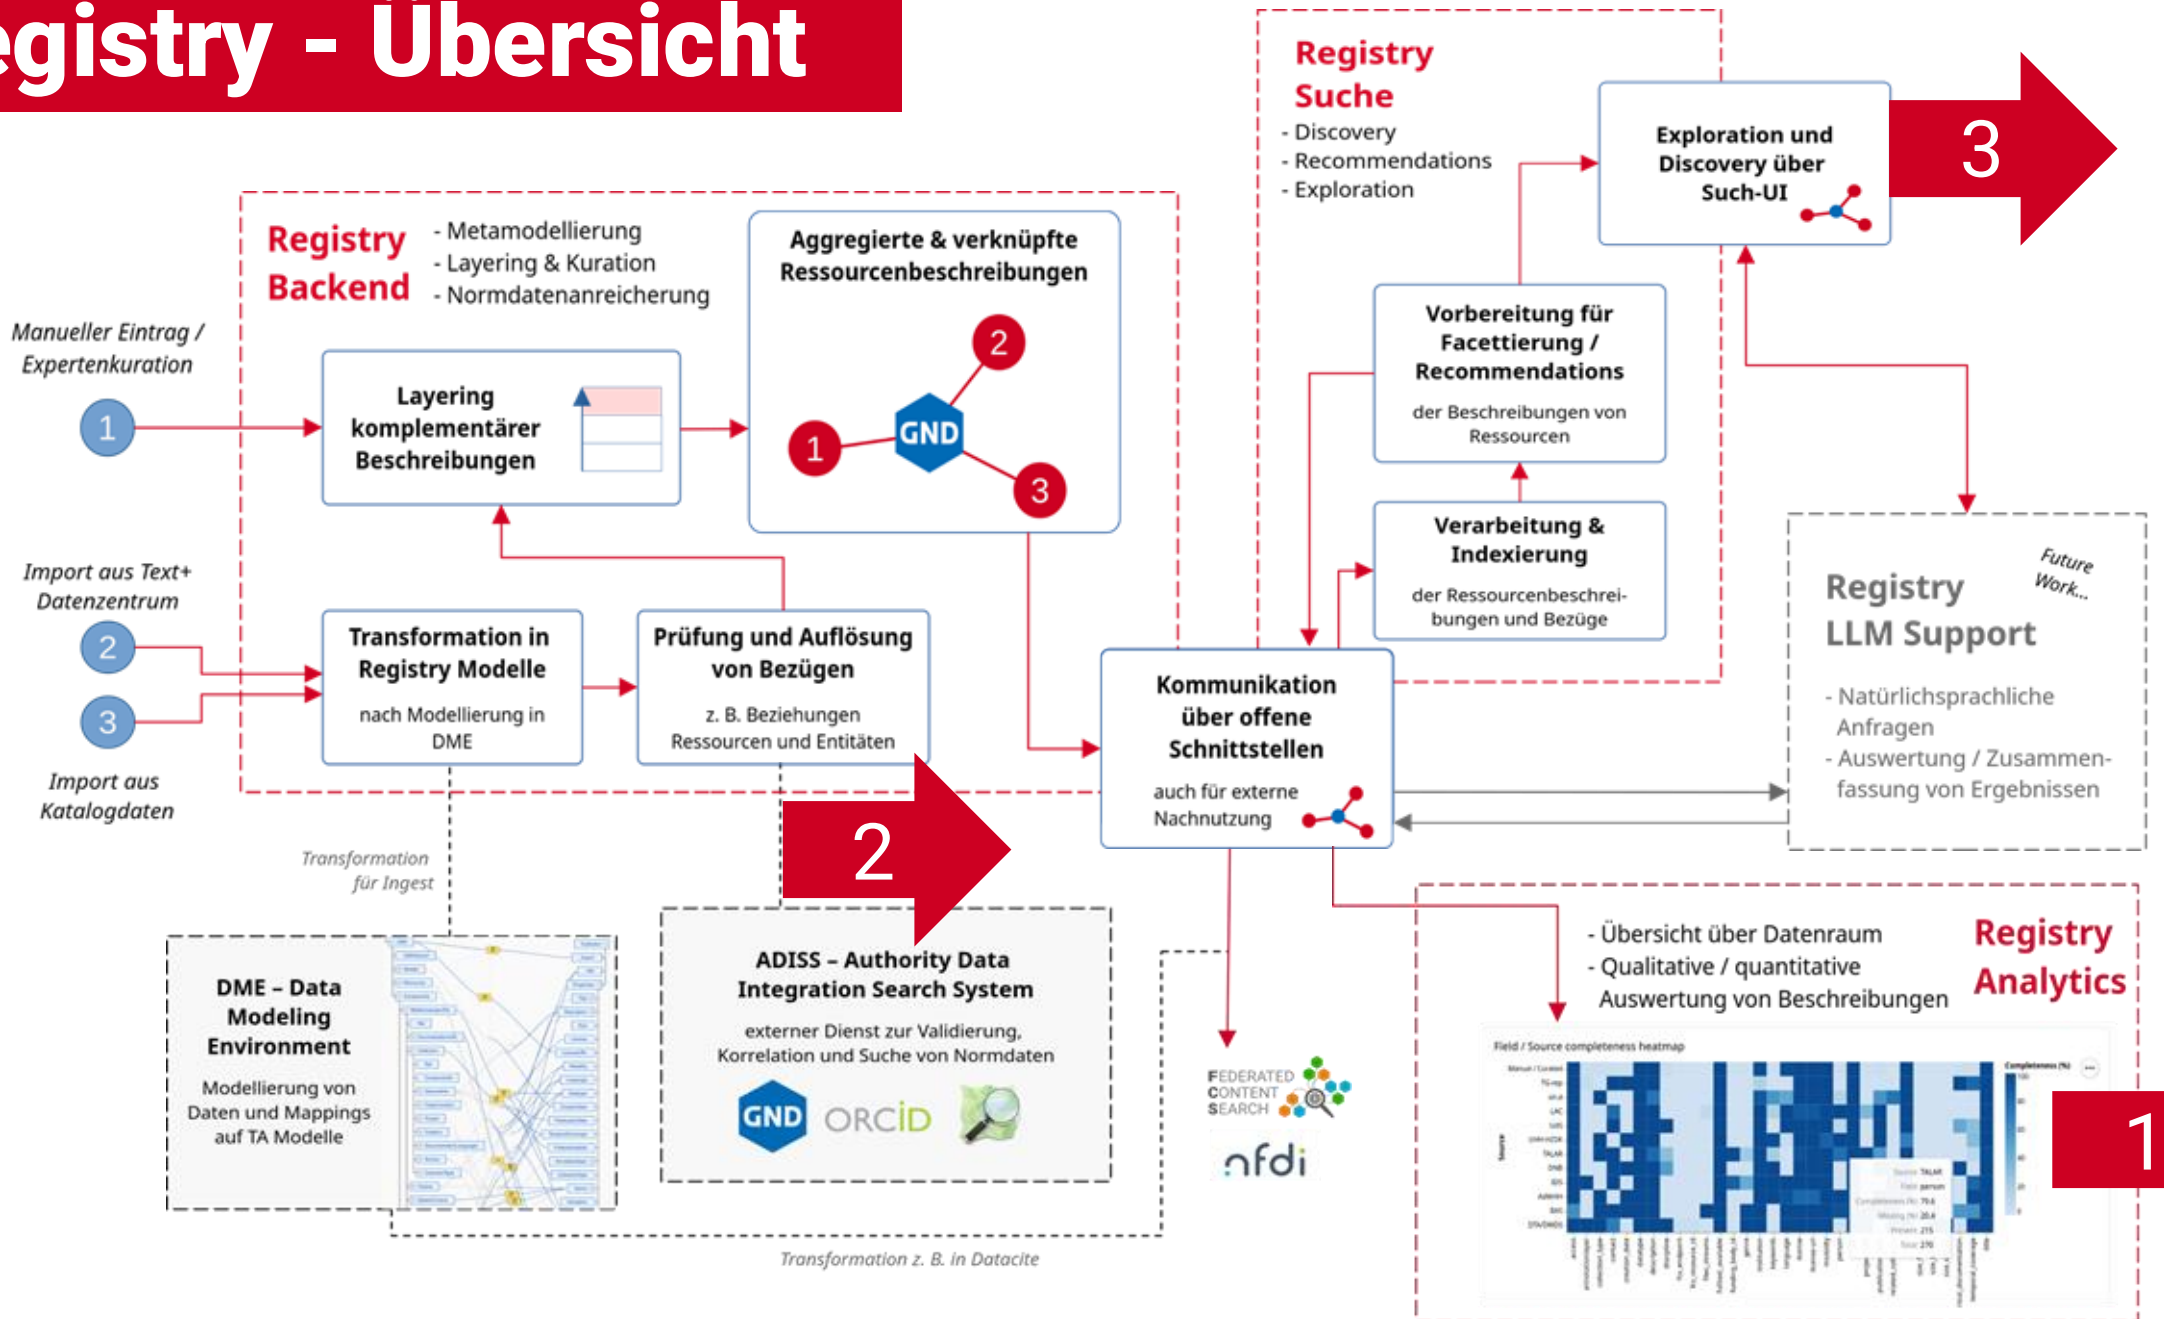 egistry - Übersicht
Registry
Suche
- Discovery
- Recommendations
- Exploration
Exploration und
Discovery über
Such-UI
3
Registry
Backend
- Metamodellierung
- Layering & Kuration
- Normdatenanreicherung
Aggregierte & verknüpfte
Ressourcenbeschreibungen
2
GND
1
3
Manueller Eintrag /
Expertenkuration
1
Layering
komplementärer
Beschreibungen
Vorbereitung für
Facettierung /
Recommendations
der Beschreibungen von
Ressourcen
Verarbeitung &
Indexierung
der Ressourcenbeschrei-
bungen und Bezüge
Import aus Text+
Datenzentrum
2
3
Import aus
Katalogdaten
Transformation in
Registry Modelle
nach Modellierung in
DME
Prüfung und Auflösung
von Bezügen
z. B. Beziehungen
Ressourcen und Entitäten
Kommunikation
über offene
Schnittstellen
auch für externe
Nachnutzung
Future
Work...
Registry
LLM Support
- Natürlichsprachliche
Anfragen
- Auswertung / Zusammen-
fassung von Ergebnissen
2
Transformation
für Ingest
DME – Data
Modeling
Environment
Modellierung von
Daten und Mappings
auf TA Modelle
ADISS – Authority Data
Integration Search System
externer Dienst zur Validierung,
Korrelation und Suche von Normdaten
GND
ORCID
Transformation z. B. in Datacite
FEDERATED
CONTENT
SEARCH
nfdi
- Übersicht über Datenraum
- Qualitative / quantitative
Auswertung von Beschreibungen
Registry
Analytics
Field / Source completeness heatmap
Completeness (%)
Source
TALAR
DNB
IDS
1